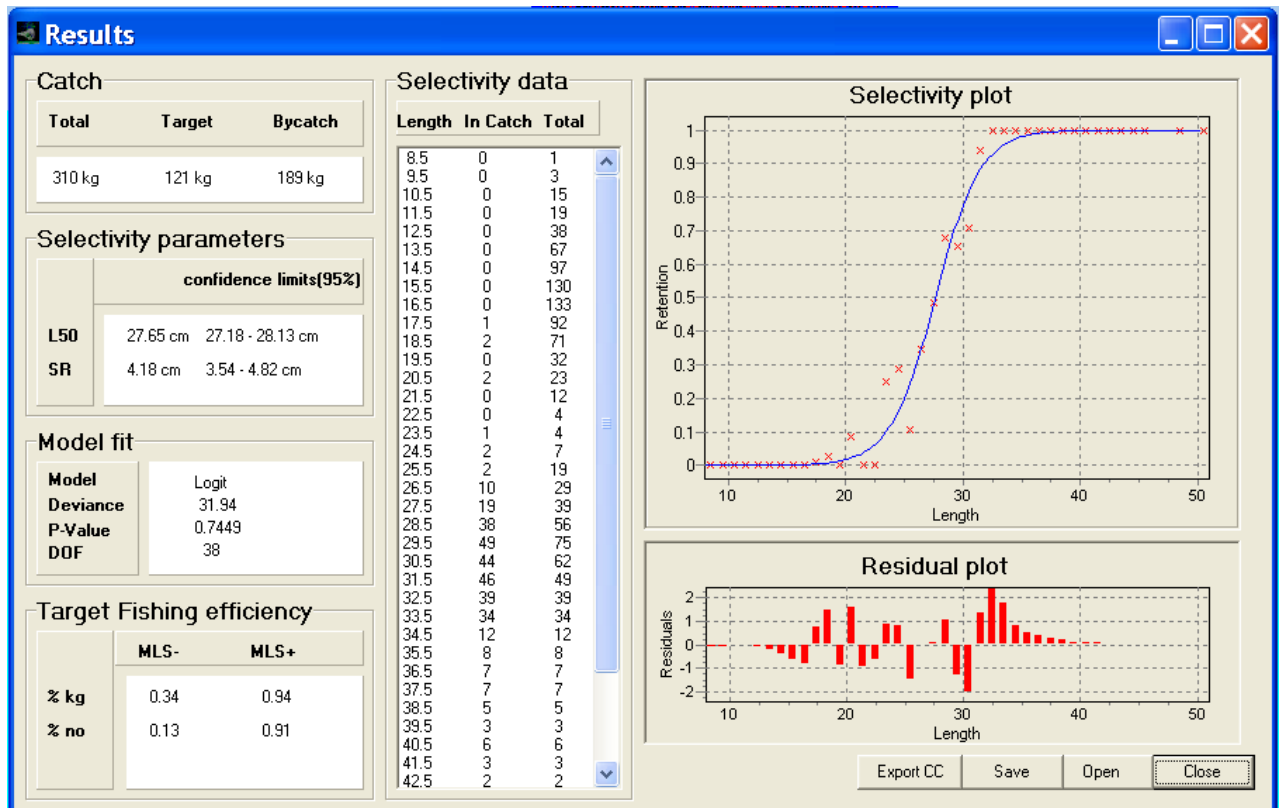 Results
Catch
Total Target Bycatch
310 kg 121 kg 189 kg
Selectivity parameters
confidence limits(95%)
L50 27.65 cm 27.18 - 28.13 cm
SR 4.18 cm 3.54 - 4.82 cm
Model fit
Model Logit
Deviance 31.94
P-Value 0.7449
DOF 38
Target Fishing efficiency
MLS- MLS+
% kg 0.34 0.94
% no 0.13 0.91
Selectivity data
Length In Catch Total
8.5 0 1
9.5 0 3
10.5 0 15
11.5 0 19
12.5 0 38
13.5 0 67
14.5 0 97
15.5 0 130
16.5 0 133
17.5 1 92
18.5 2 71
19.5 0 32
20.5 2 23
21.5 0 12
22.5 0 4
23.5 1 4
24.5 2 7
25.5 2 19
26.5 10 29
27.5 19 39
28.5 38 56
29.5 49 75
30.5 44 62
31.5 46 49
32.5 39 39
33.5 34 34
34.5 12 12
35.5 8 8
36.5 7 7
37.5 7 7
38.5 5 5
39.5 3 3
40.5 6 6
41.5 3 3
42.5 2 2
Selectivity plot
Retention
1
0.9
0.8
0.7
0.6
0.5
0.4
0.3
0.2
0.1
0
10 20 30 40 50
Length
Residual plot
Residuals
2
1
0
-1
-2
10 20 30 40 50
Length
Export CC Save Open Close